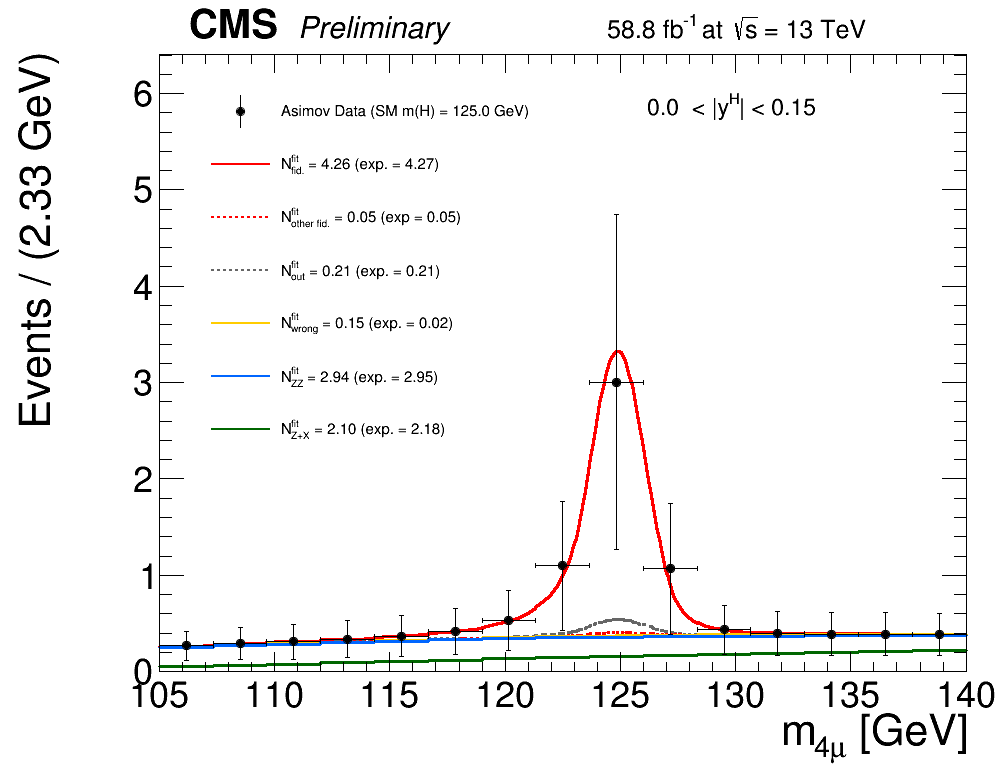 CMS Preliminary
58.8 fb⁻¹ at √s = 13 TeV
Events / (2.33 GeV)
0.0 < |y^H| < 0.15
Asimov Data (SM m(H) = 125.0 GeV)
N^fit_fid. = 4.26 (exp. = 4.27)
N^fit_other fid. = 0.05 (exp = 0.05)
N^fit_out = 0.21 (exp. = 0.21)
N^fit_wrong = 0.15 (exp. = 0.02)
N^fit_ZZ = 2.94 (exp. = 2.95)
N^fit_Z+X = 2.10 (exp. = 2.18)
6
5
4
3
2
1
0
105 110 115 120 125 130 135 140
m_4μ [GeV]